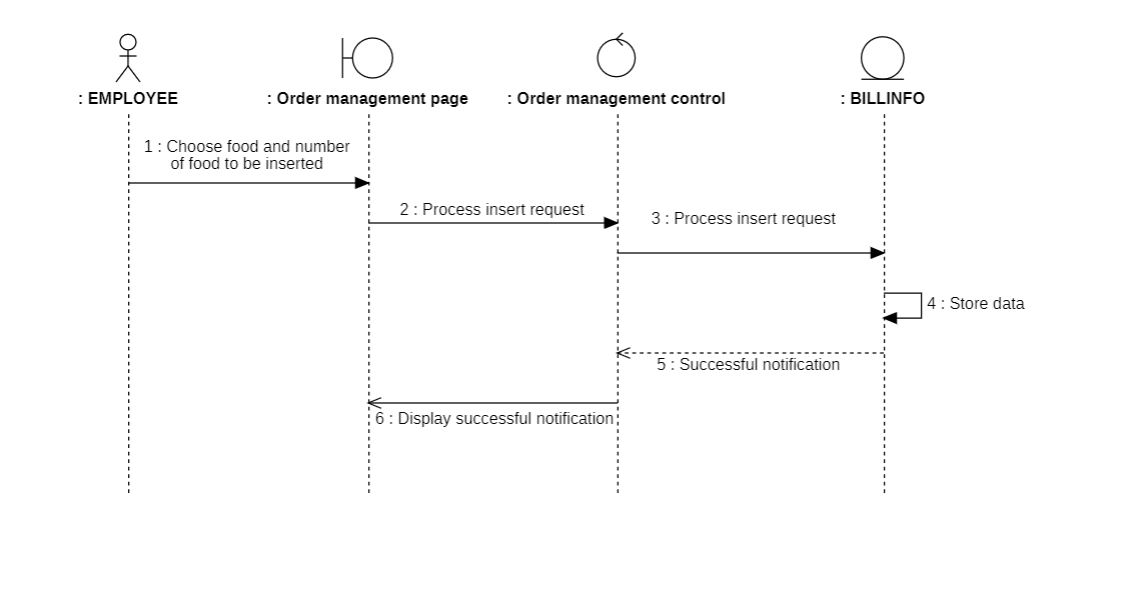 : EMPLOYEE
: Order management page
: Order management control
: BILLINFO
1 : Choose food and number
of food to be inserted
2 : Process insert request
3 : Process insert request
4 : Store data
5 : Successful notification
6 : Display successful notification